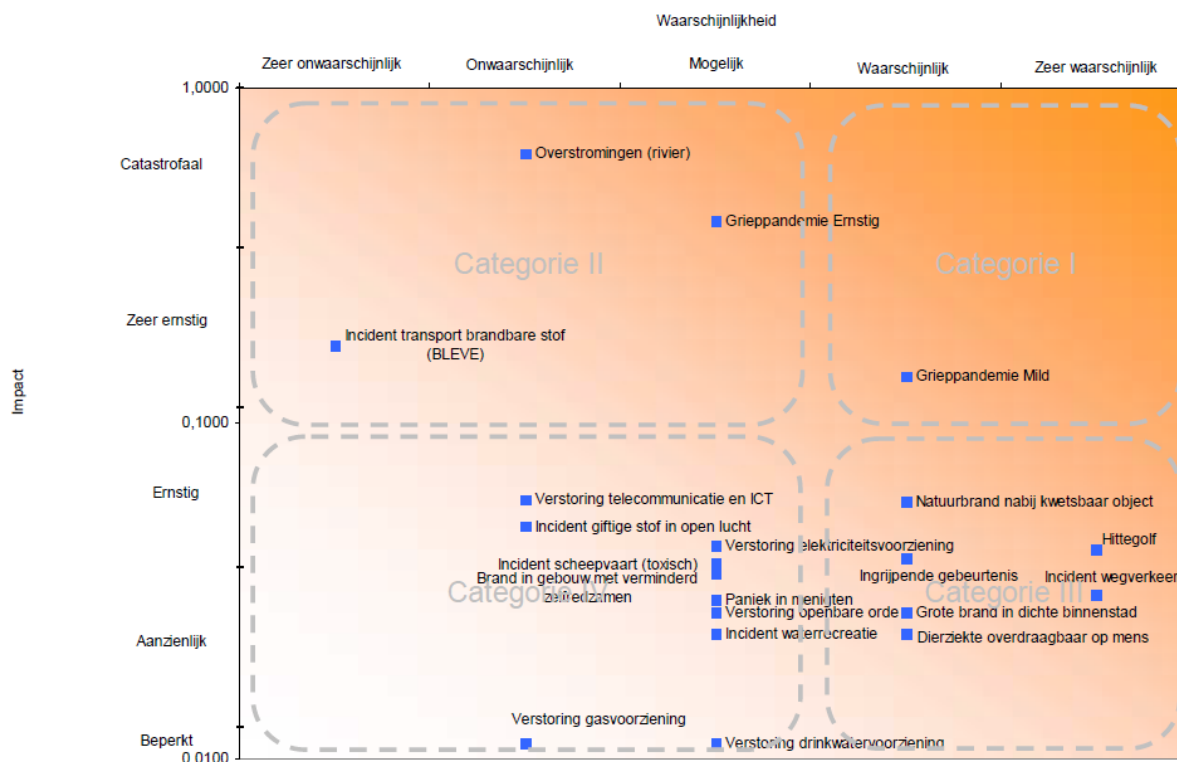 Waarschijnlijkheid
Zeer onwaarschijnlijk
Onwaarschijnlijk
Mogelijk
Waarschijnlijk
Zeer waarschijnlijk
1,0000
Catastrofaal
Overstromingen (rivier)
Grieppandemie Ernstig
Categorie II
Categorie I
Zeer ernstig
Incident transport brandbare stof
(BLEVE)
Grieppandemie Mild
Impact
0,1000
Ernstig
Verstoring telecommunicatie en ICT
Natuurbrand nabij kwetsbaar object
Incident giftige stof in open lucht
Verstoring elektriciteitsvoorziening
Hittegolf
Incident scheepvaart (toxisch)
Brand in gebouw met verminderd
zelfredzamen
Ingrijpende gebeurtenis
Incident wegverkeer
Categorie IV
Categorie III
Paniek in menigten
Verstoring openbare orde
Grote brand in dichte binnenstad
Aanzienlijk
Incident waterrecreatie
Dierziekte overdraagbaar op mens
Verstoring gasvoorziening
Beperkt
Verstoring drinkwatervoorziening
0,0100